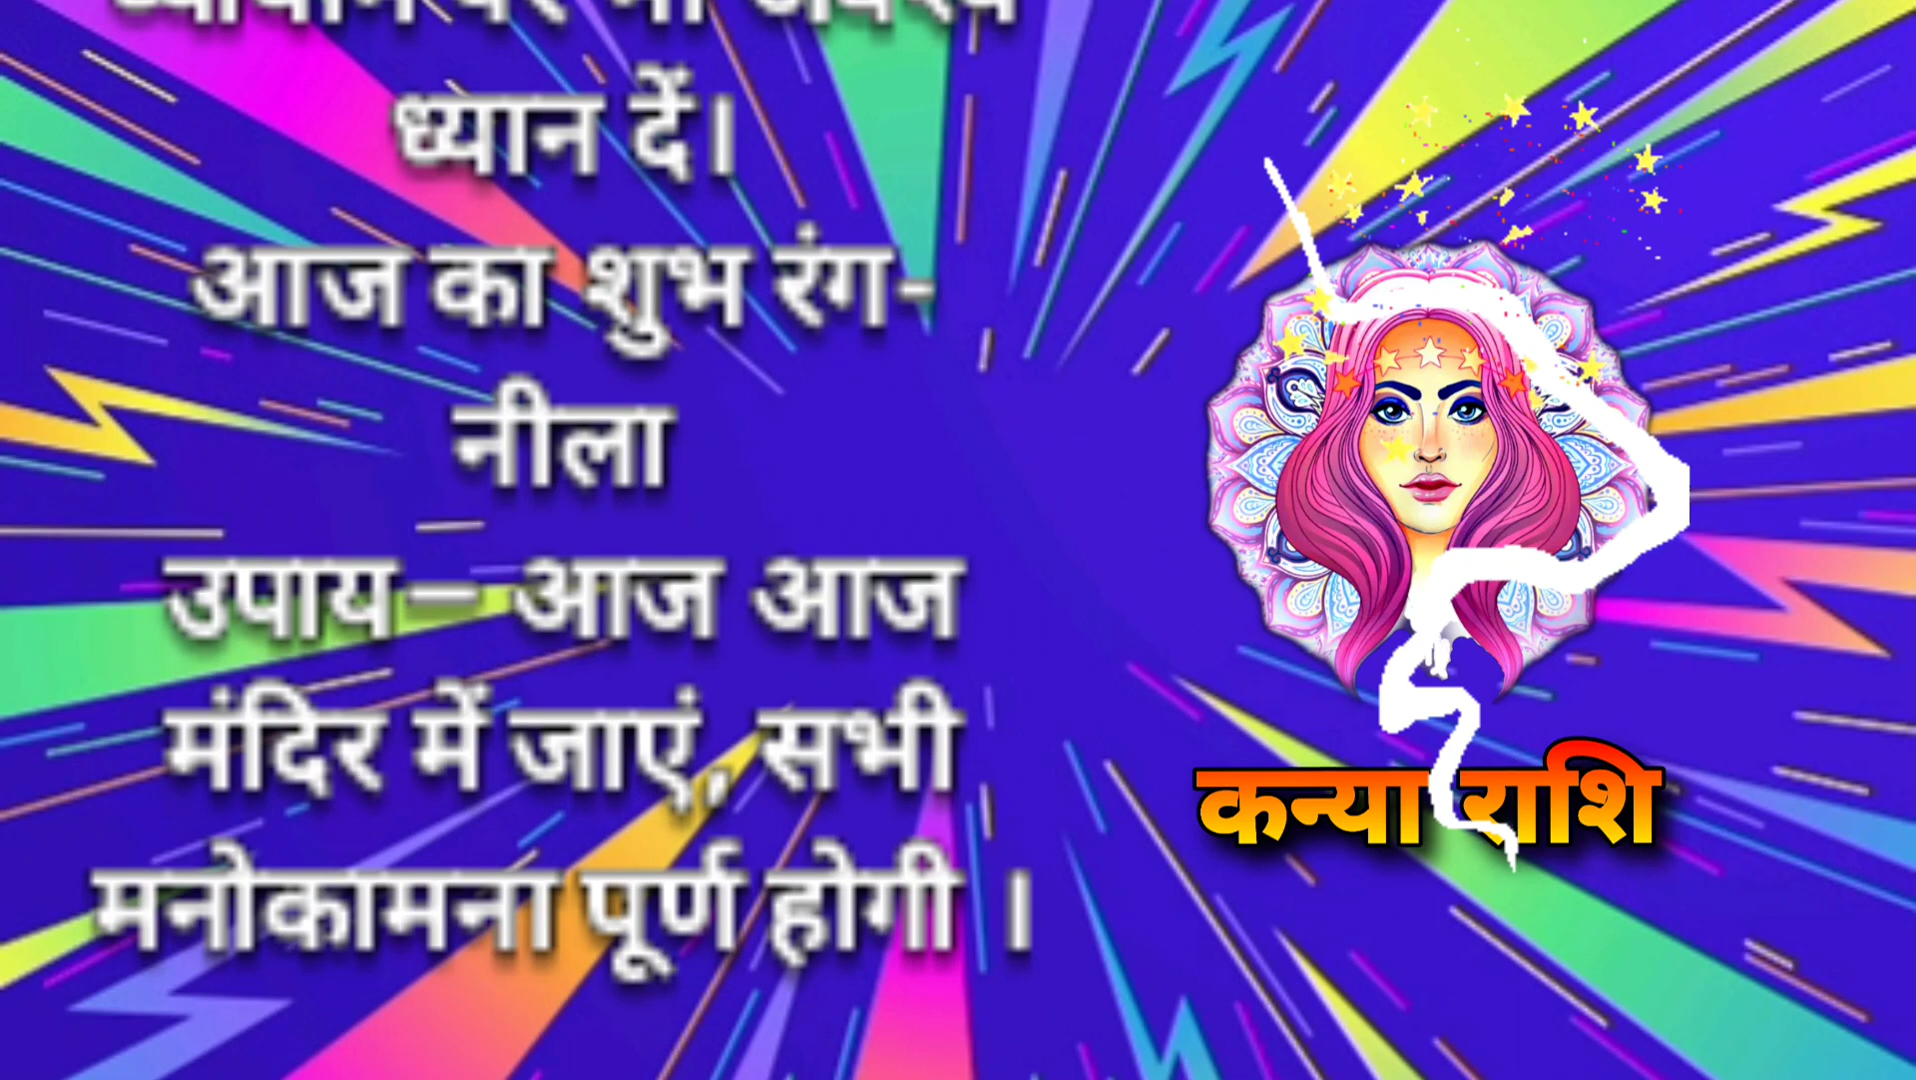 ध्यान दें।
आज का शुभ रंग-
नीला
उपाय— आज आज
मंदिर में जाएं, सभी
मनोकामना पूर्ण होगी ।
कन्या राशि